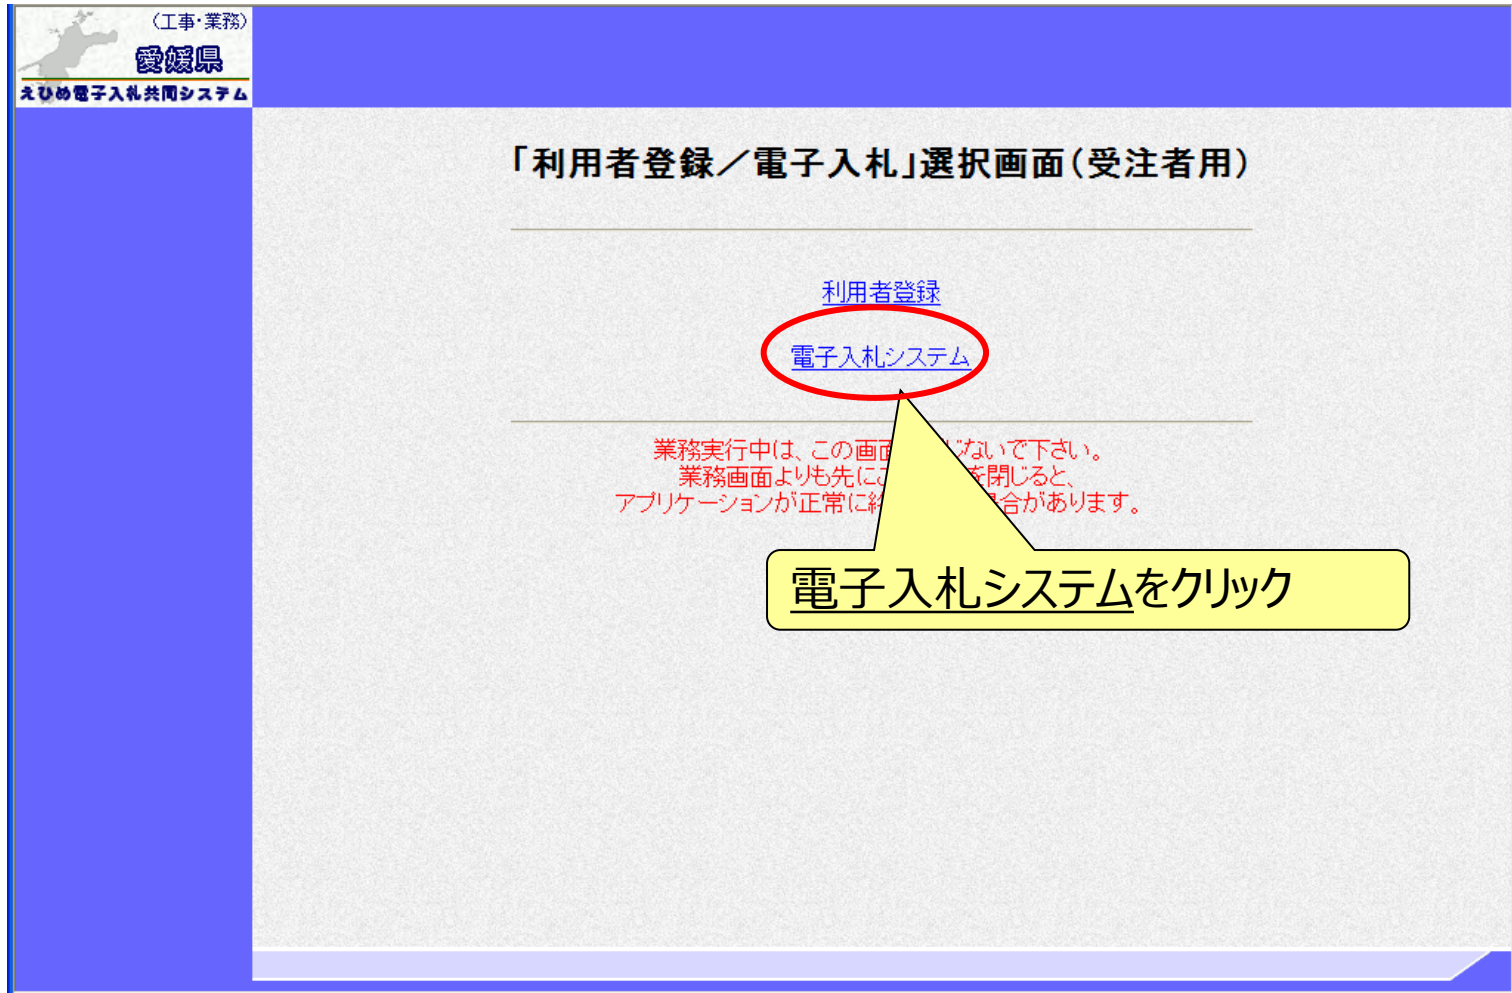 （工事･業務）
愛媛県
えひめ電子入札共同システム
「利用者登録／電子入札」選択画面（受注者用）
利用者登録
電子入札システム
業務実行中は、この画面 じないで下さい。
業務画面よりも先にこ を閉じると、
アプリケーションが正常に終 合があります。
電子入札システムをクリック